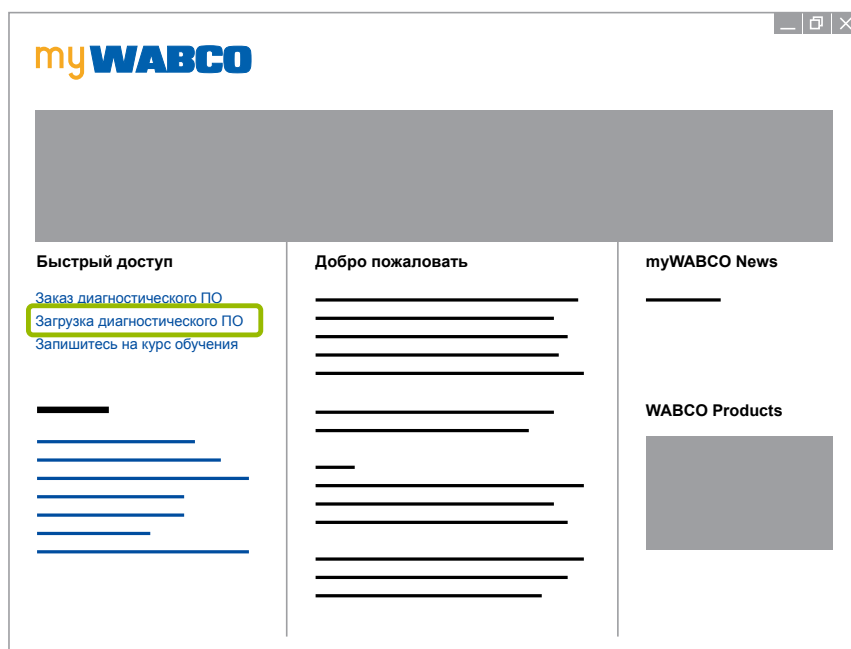 myWABCO
Быстрый доступ
Заказ диагностического ПО
Загрузка диагностического ПО
Запишитесь на курс обучения
Добро пожаловать
myWABCO News
WABCO Products